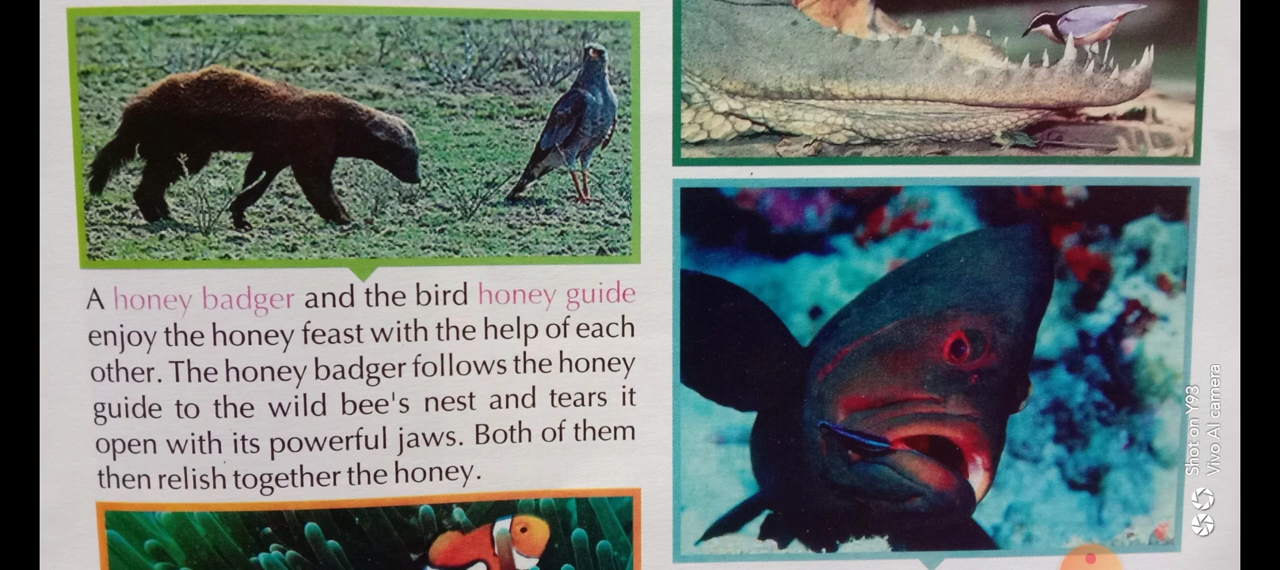 A honey badger and the bird honey guide
enjoy the honey feast with the help of each
other. The honey badger follows the honey
guide to the wild bee's nest and tears it
open with its powerful jaws. Both of them
then relish together the honey.
Shot on Y93
Vivo AI camera